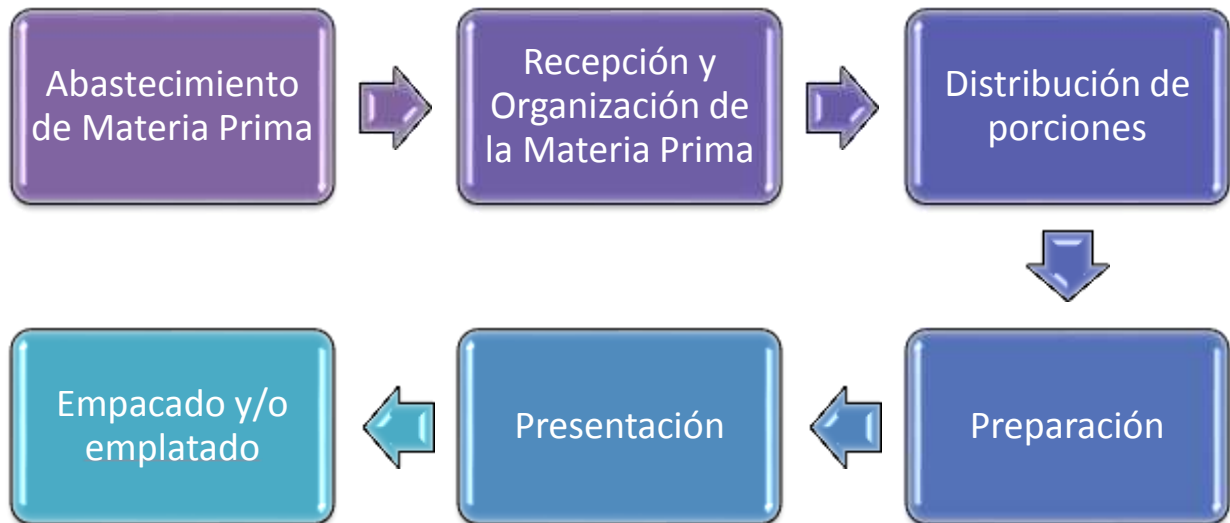 Abastecimiento
de Materia Prima
Recepción y
Organización de
la Materia Prima
Distribución de
porciones
Preparación
Presentación
Empacado y/o
emplatado